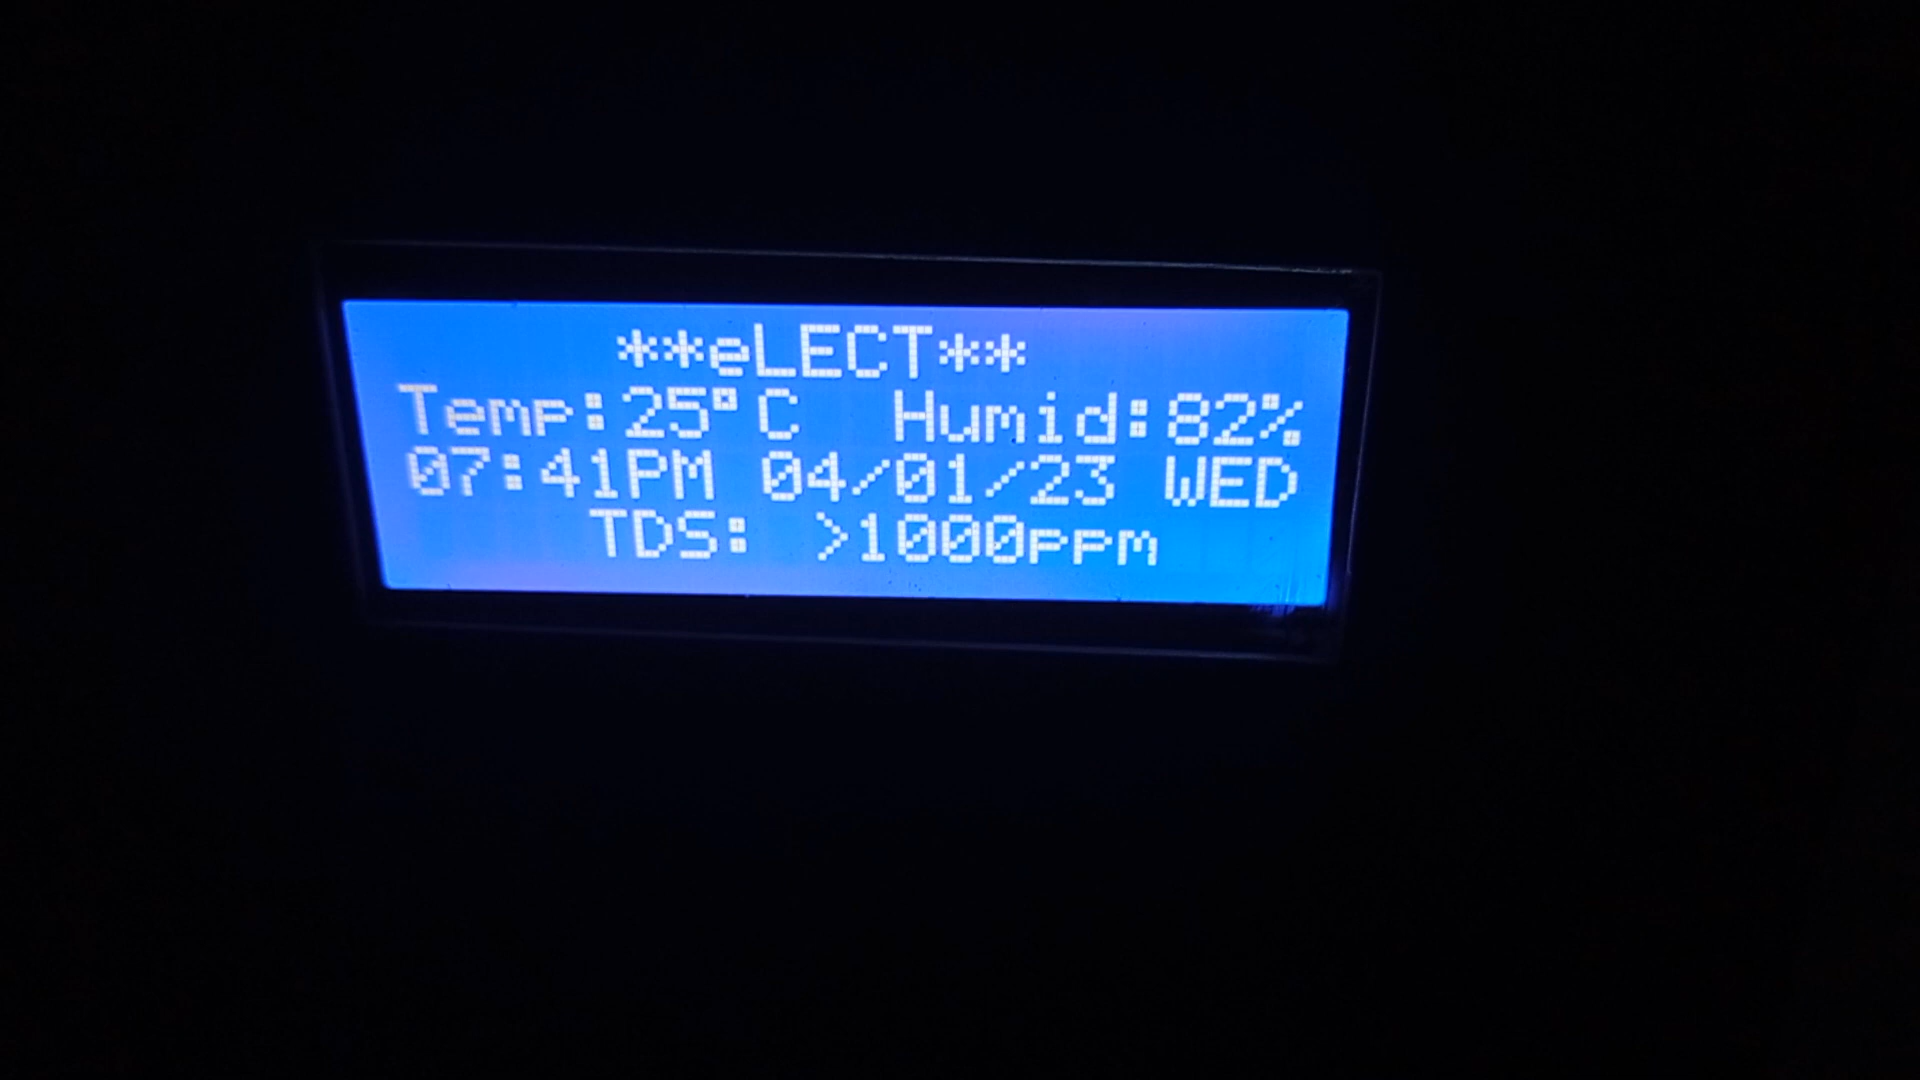 **eLECT**
Temp:25°C Humid:82%
07:41PM 04/01/23 WED
TDS: >1000ppm